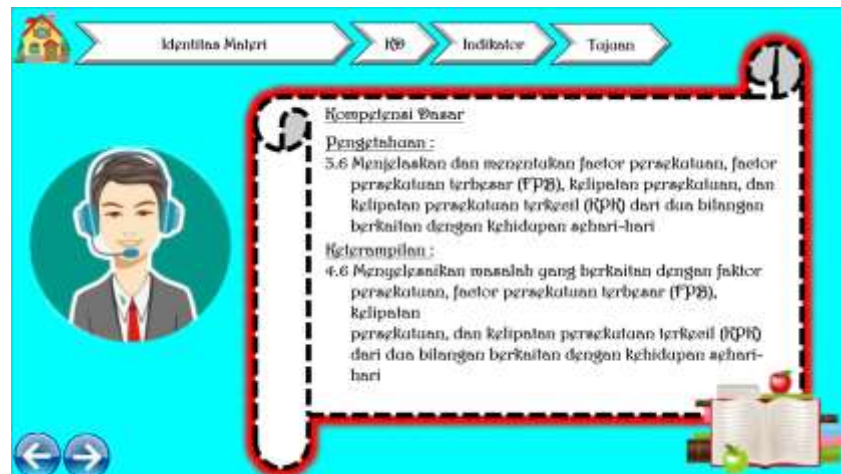 Identitas Materi
KD
Indikator
Tujuan
Kompetensi Dasar
Pengetahuan :
3.6 Menjelaskan dan menentukan factor persekutuan, factor
persekutuan terbesar (FPB), kelipatan persekutuan, dan
kelipatan persekutuan terkecil (KPK) dari dua bilangan
berkaitan dengan kehidupan sehari-hari
Keterampilan :
4.6 Menyelesaikan masalah yang berkaitan dengan faktor
persekutuan, factor persekutuan terbesar (FPB),
kelipatan
persekutuan, dan kelipatan persekutuan terkecil (KPK)
dari dua bilangan berkaitan dengan kehidupan sehari-
hari